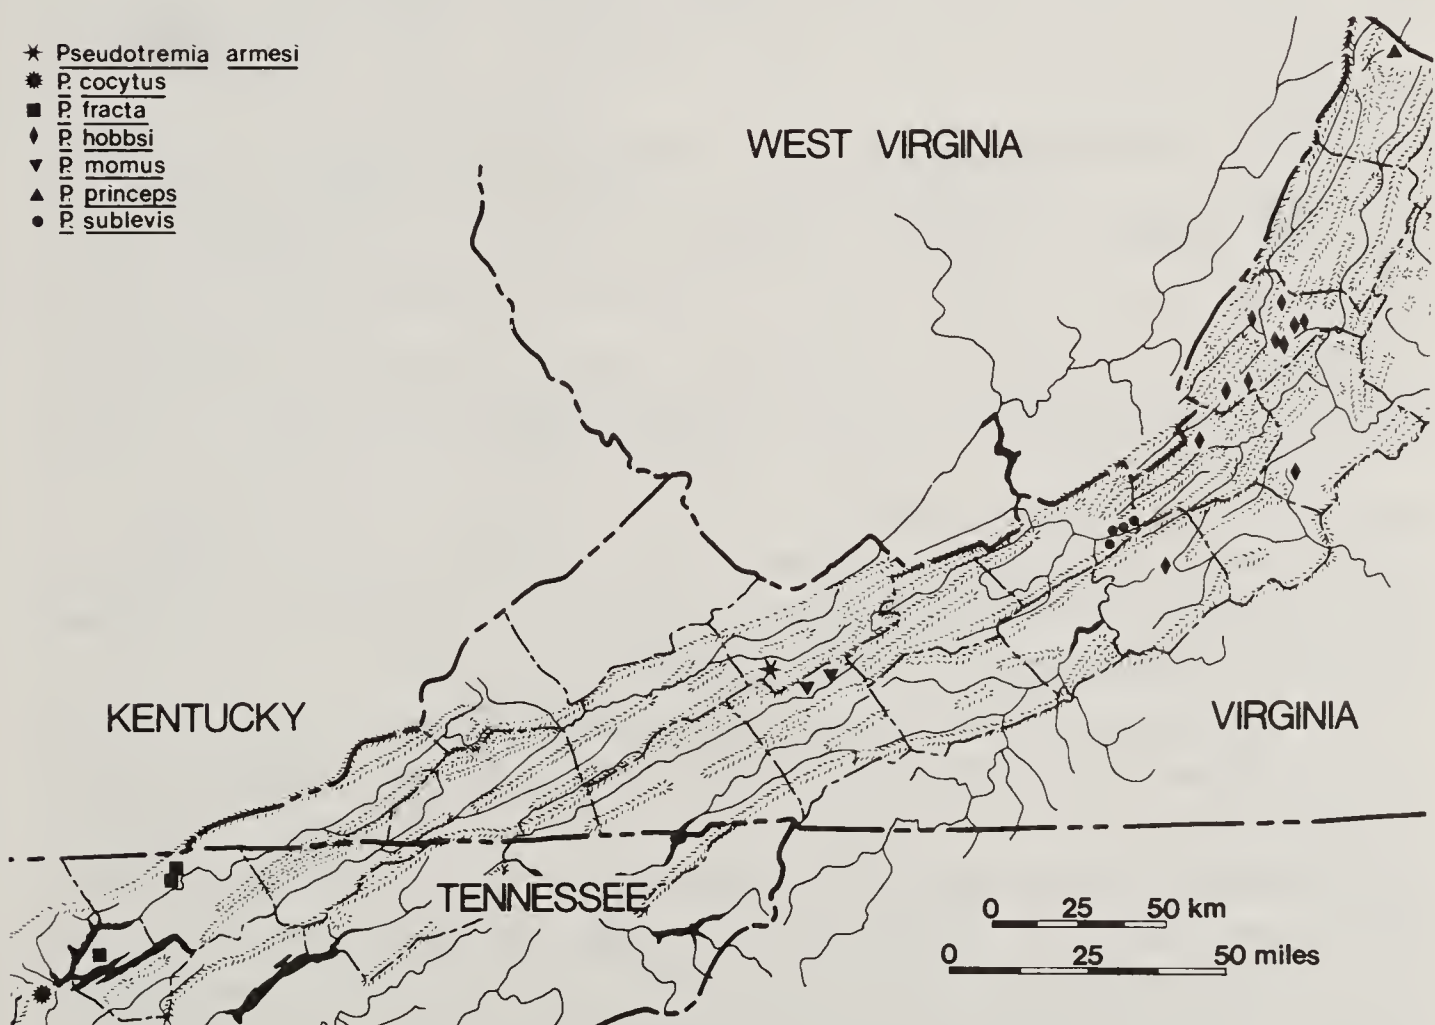 Pseudotremia armesi
P. cocytus
P. fracta
P. hobbsi
P. momus
P. princeps
P. sublevis
WEST VIRGINIA
KENTUCKY
VIRGINIA
TENNESSEE
0 25 50 km
0 25 50 miles